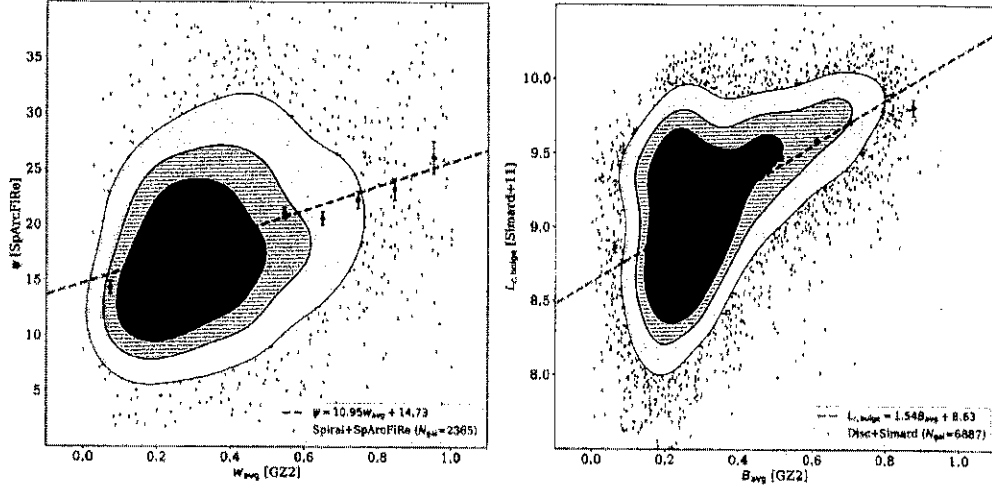 35
30
25
20
15
10
5
ψ [SpArcFiRe]
0.0 0.2 0.4 0.6 0.8 1.0
w_avg [GZ2]
ψ = 10.95w_avg + 14.73
Spiral+SpArcFiRe (N_gal=2365)
10.0
9.5
9.0
8.5
8.0
L_r,bulge [Simard+11]
0.0 0.2 0.4 0.6 0.8 1.0
B_avg [GZ2]
L_r,bulge = 1.54B_avg + 8.63
Disc+Simard (N_gal=6887)